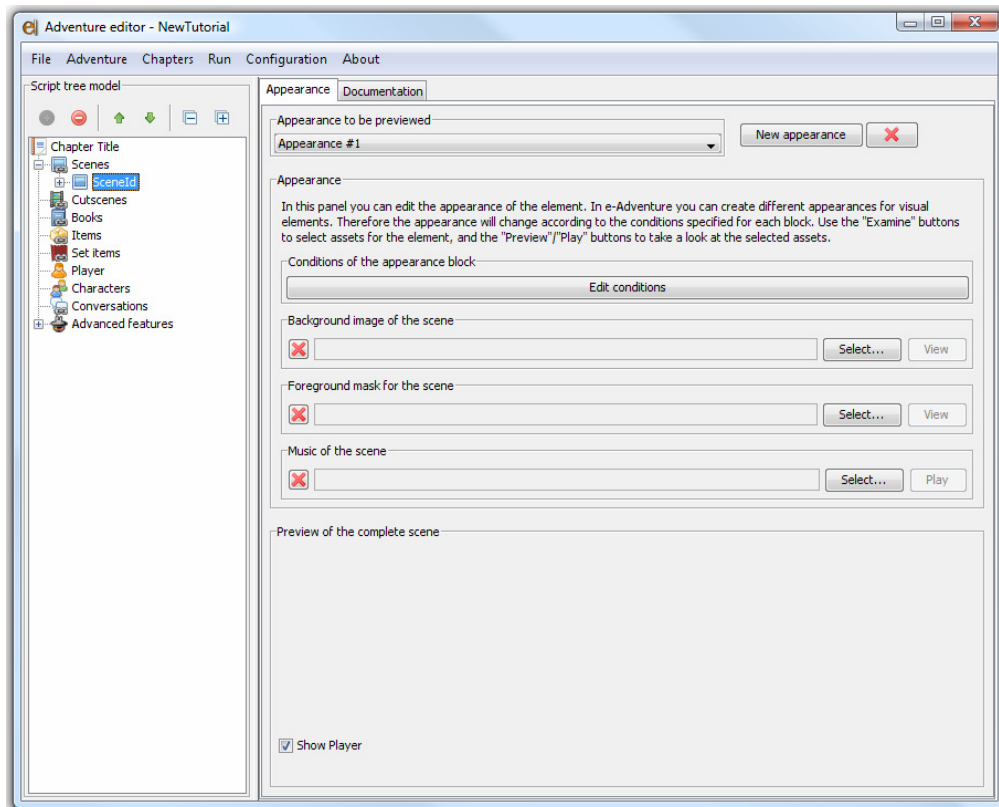 Adventure editor - NewTutorial
File Adventure Chapters Run Configuration About
Script tree model
Chapter Title
Scenes
SceneId
Cutscenes
Books
Items
Set items
Player
Characters
Conversations
Advanced features
Appearance Documentation
Appearance to be previewed
Appearance #1
New appearance
Appearance
In this panel you can edit the appearance of the element. In e-Adventure you can create different appearances for visual
elements. Therefore the appearance will change according to the conditions specified for each block. Use the "Examine" buttons
to select assets for the element, and the "Preview"/"Play" buttons to take a look at the selected assets.
Conditions of the appearance block
Edit conditions
Background image of the scene
Select... View
Foreground mask for the scene
Select... View
Music of the scene
Select... Play
Preview of the complete scene
Show Player